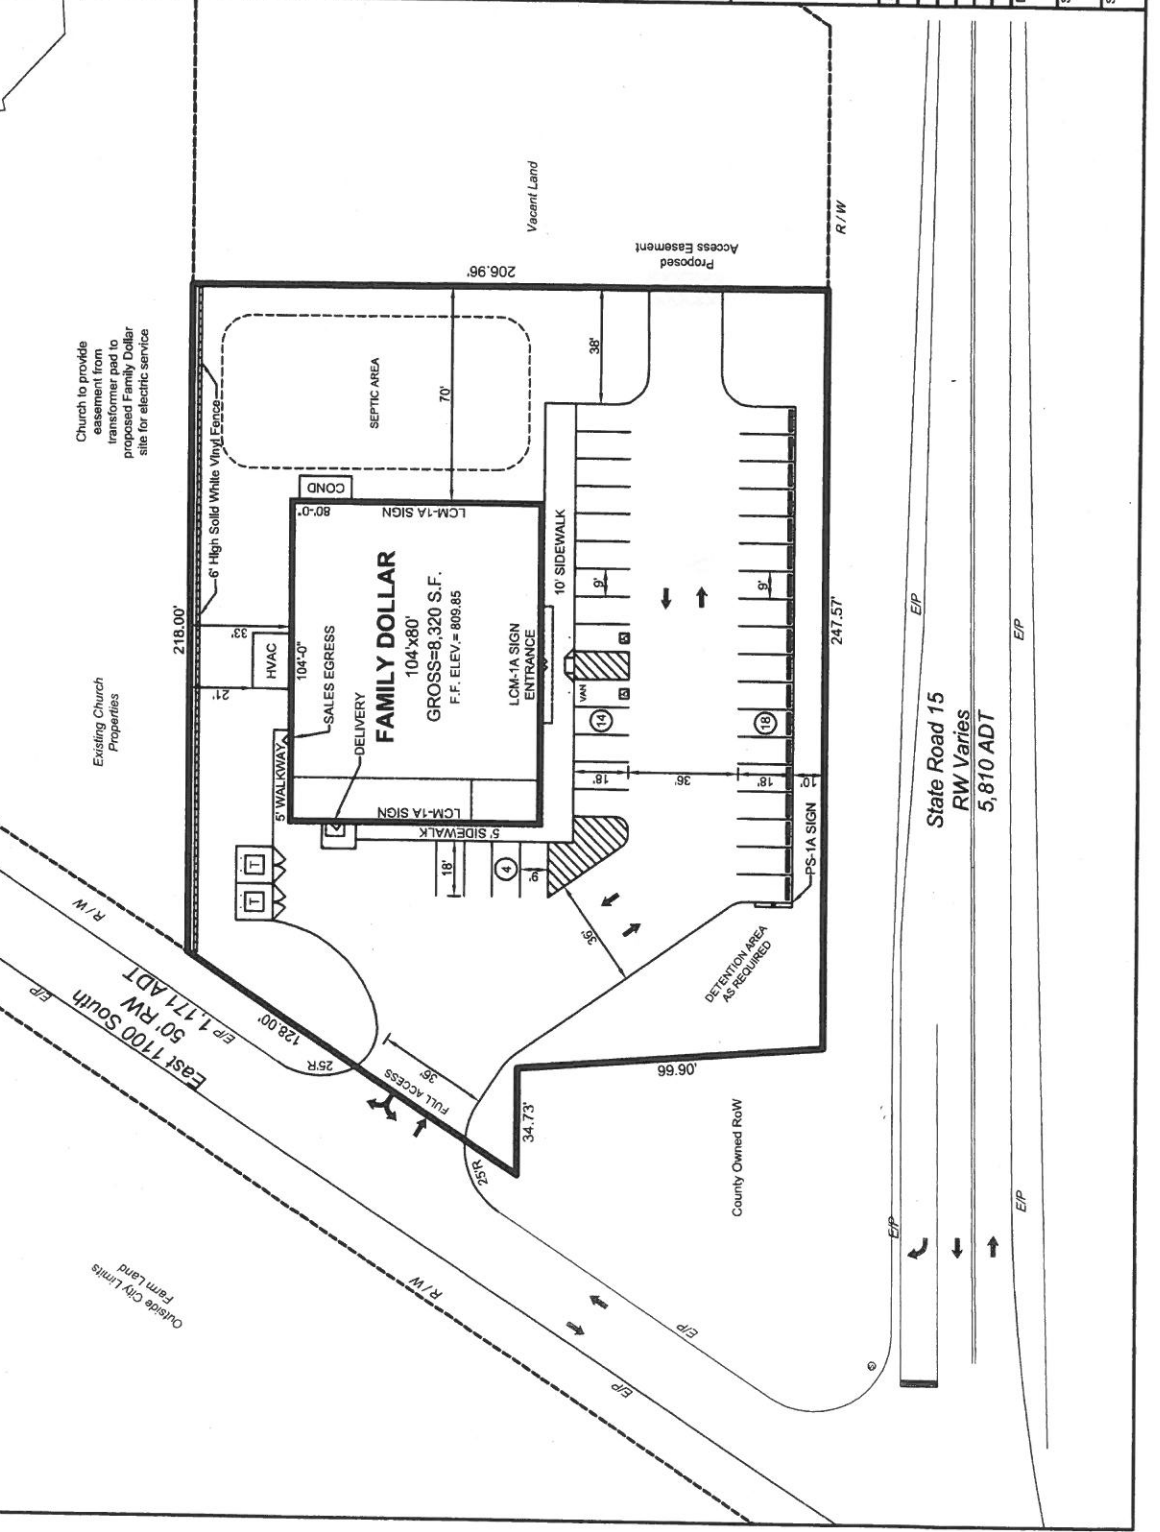 Church to provide
easement from
transformer pad to
proposed Family Dollar
site for electric service
Existing Church
Properties
Vacent Land
R / W
Proposed
Access Easement
206.96'
218.00'
6' High Solid White Vinyl Fence
SEPTIC AREA
70'
38'
COND
80'-0"
LCM-1A SIGN
33'
HVAC
21'
104'-0"
SALES EGRESS
DELIVERY
FAMILY DOLLAR
104'x80'
GROSS=8,320 S.F.
F.F. ELEV.= 809.85
LCM-1A SIGN
ENTRANCE
10' SIDEWALK
9'
9'
VAN
14
18
18'
36'
18'
10'
247.57'
5' WALKWAY
LCM-1A SIGN
5' SIDEWALK
T
T
18'
4
9'
36'
PS-1A SIGN
DETENTION AREA
AS REQUIRED
State Road 15
RW Varies
5,810 ADT
E/P
E/P
R / W
E/P
East 1100 South
50' RW
1,171 ADT
E/P
128.00'
25'R
36'
FULL ACCESS
25'R
34.73'
99.90'
County Owned RoW
Outside City Limits
Farm Land
R / W
E/P
E/P
E/P
E/P